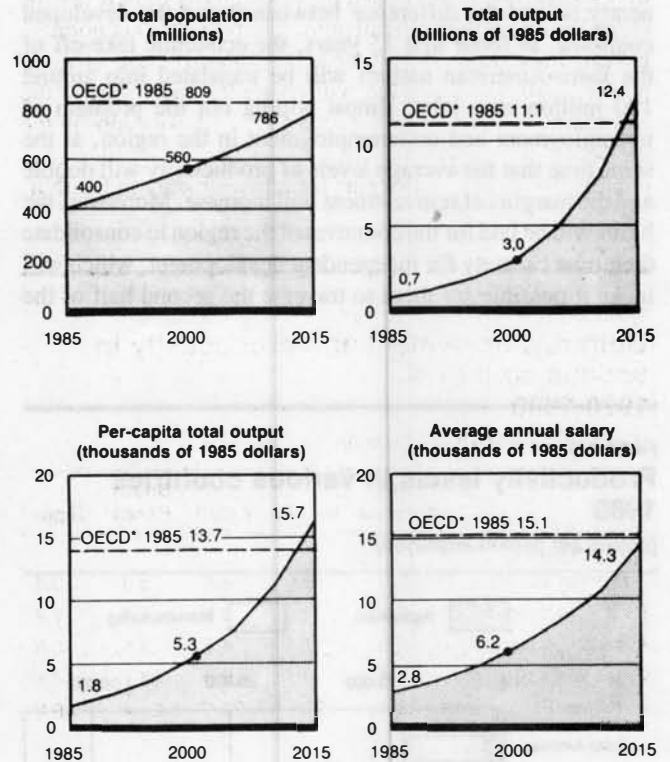 Total population
(millions)
1000
800
600
400
200
0
OECD* 1985 809
786
560
400
1985 2000 2015
Total output
(billions of 1985 dollars)
15
10
5
0
12,4
OECD* 1985 11.1
3,0
0,7
1985 2000 2015
Per-capita total output
(thousands of 1985 dollars)
20
15
10
5
0
15.7
OECD* 1985 13.7
5.3
1.8
1985 2000 2015
Average annual salary
(thousands of 1985 dollars)
20
15
10
5
0
OECD* 1985 15.1
14.3
6.2
2.8
1985 2000 2015